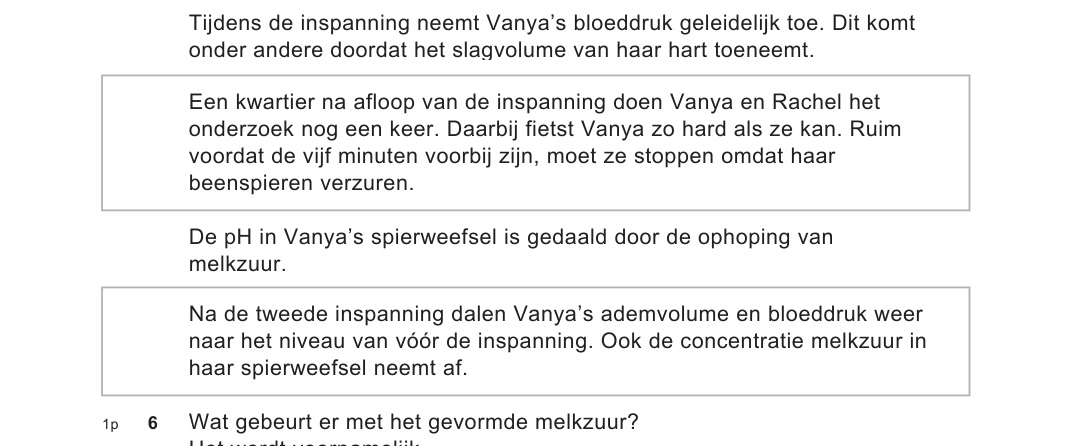 Tijdens de inspanning neemt Vanya’s bloeddruk geleidelijk toe. Dit komt
onder andere doordat het slagvolume van haar hart toeneemt.
Een kwartier na afloop van de inspanning doen Vanya en Rachel het
onderzoek nog een keer. Daarbij fietst Vanya zo hard als ze kan. Ruim
voordat de vijf minuten voorbij zijn, moet ze stoppen omdat haar
beenspieren verzuren.
De pH in Vanya’s spierweefsel is gedaald door de ophoping van
melkzuur.
Na de tweede inspanning dalen Vanya’s ademvolume en bloeddruk weer
naar het niveau van vóór de inspanning. Ook de concentratie melkzuur in
haar spierweefsel neemt af.
1p 6 Wat gebeurt er met het gevormde melkzuur?
Het wordt voornamelijk